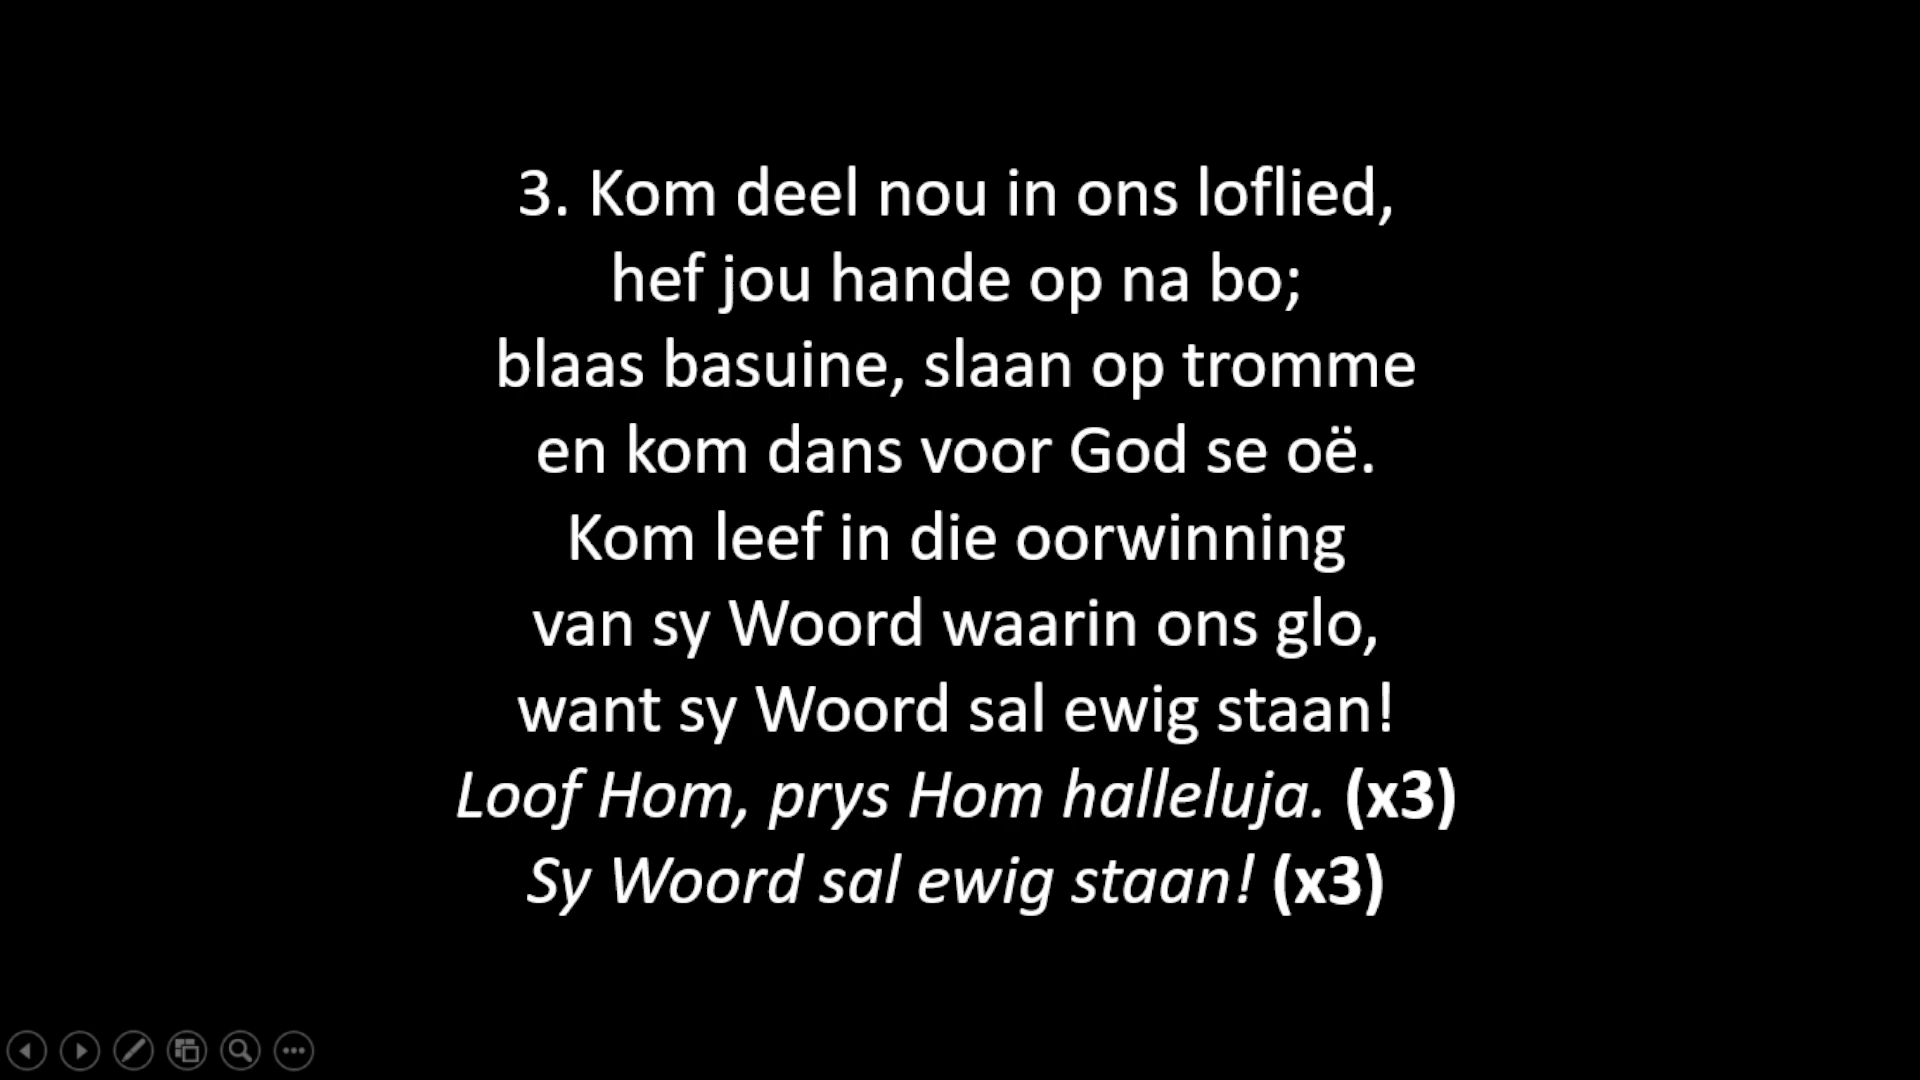 3. Kom deel nou in ons loflied,
hef jou hande op na bo;
blaas basuine, slaan op tromme
en kom dans voor God se oë.
Kom leef in die oorwinning
van sy Woord waarin ons glo,
want sy Woord sal ewig staan!
Loof Hom, prys Hom halleluja. (x3)
Sy Woord sal ewig staan! (x3)